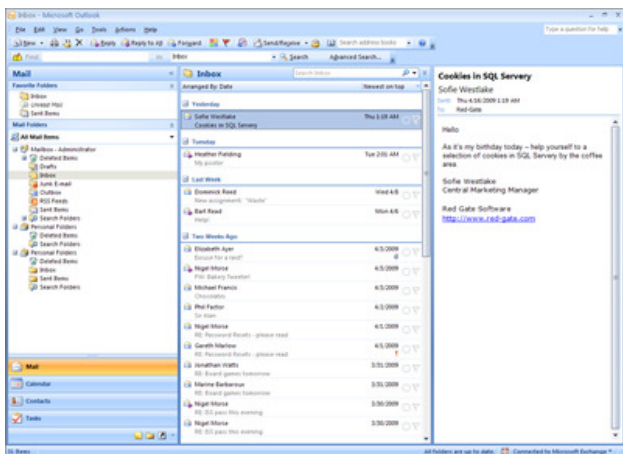 Inbox - Microsoft Outlook
File Edit View Go Tools Actions Help
Type a question for help
New Reply Reply to All Forward Send/Receive Search address books
Find Inbox Search Advanced Search...
Mail
Favorite Folders
Inbox
Unread Mail
Sent Items
Mail Folders
All Mail Items
Mailbox - Administrator
Deleted Items
Drafts
Inbox
Junk E-mail
Outbox
RSS Feeds
Sent Items
Search Folders
Personal Folders
Deleted Items
Search Folders
Personal Folders
Deleted Items
Inbox
Sent Items
Search Folders
Mail
Calendar
Contacts
Tasks
Inbox
Search Inbox
Arranged By: Date Newest on top
Yesterday
Sofie Westlake Thu 1:19 AM
Cookies in SQL Servery
Tuesday
Heather Fielding Tue 2:01 AM
My poster
Last Week
Dominick Reed Wed 4/8
New assignment: 'Waste'
Bart Read Mon 4/6
Help!
Two Weeks Ago
Elizabeth Ayer 4/5/2009
Excuse for a raid?
Nigel Morse 4/5/2009
FW: Bakery Tweeter!
Michael Francis 4/3/2009
Chocolates
Phil Factor 4/2/2009
Nigel Morse 4/1/2009
RE: Password Resets - please read
Gareth Marlow 4/1/2009
RE: Password Resets - please read
Jonathan Watts 3/31/2009
RE: Board games tomorrow
Marine Barbaroux 3/31/2009
RE: Board games tomorrow
Nigel Morse 3/30/2009
RE: ISS pass this evening
Nigel Morse 3/30/2009
RE: ISS pass this evening
Cookies in SQL Servery
Sofie Westlake
Sent: Thu 4/16/2009 1:19 AM
To: Red-Gate
Hello
As it's my birthday today – help yourself to a
selection of cookies in SQL Servery by the coffee
area.
Sofie Westlake
Central Marketing Manager
Red Gate Software
http://www.red-gate.com
Items
All folders are up to date. Connected to Microsoft Exchange